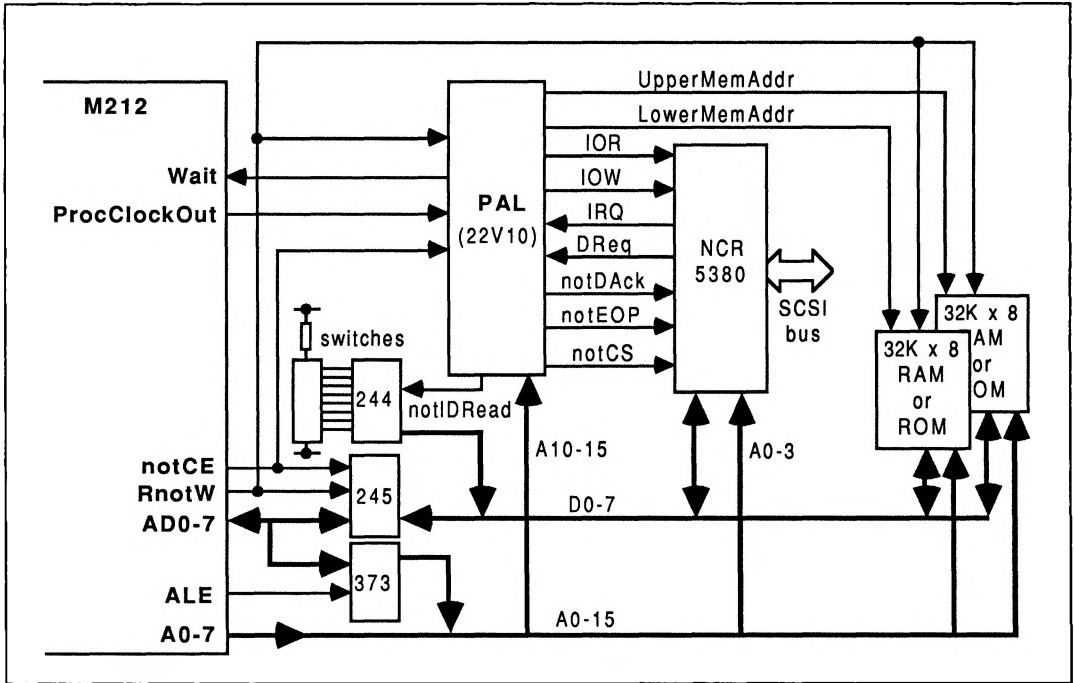 M212
Wait
ProcClockOut
notCE
RnotW
AD0-7
ALE
A0-7
switches
244
245
373
notIDRead
PAL
(22V10)
UpperMemAddr
LowerMemAddr
IOR
IOW
IRQ
DReq
notDAck
notEOP
notCS
NCR
5380
SCSI
bus
32K x 8
RAM
or
ROM
32K x 8
AM
or
OM
A10-15
A0-3
D0-7
A0-15